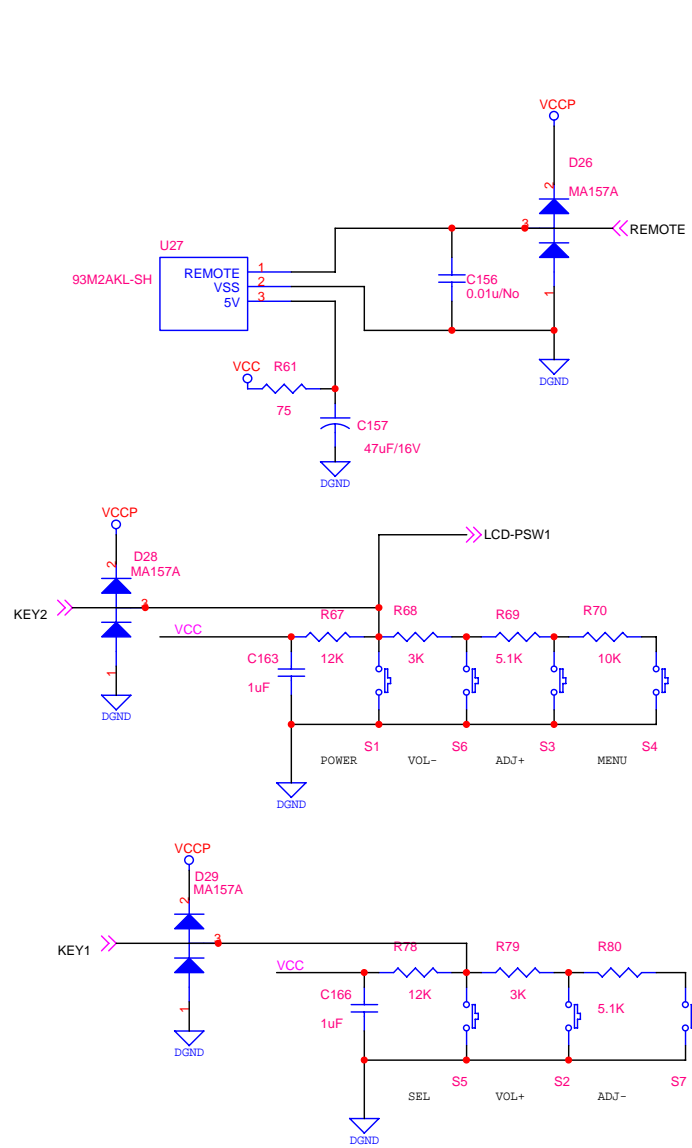 VCCP
D26
2
MA157A
3
REMOTE
U27
93M2AKL-SH
REMOTE 1
VSS 2
5V 3
C156
0.01u/No
1
VCC R61
75
DGND
C157
47uF/16V
DGND
VCCP
2
D28
MA157A
LCD-PSW1
KEY2
3
VCC
R67 R68 R69 R70
12K 3K 5.1K 10K
C163
1uF
1
DGND
S1 S6 S3 S4
POWER VOL- ADJ+ MENU
DGND
VCCP
D29
MA157A
2
KEY1
3
VCC
R78 R79 R80
12K 3K 5.1K
C166
1uF
1
DGND
S5 S2 S7
SEL VOL+ ADJ-
DGND